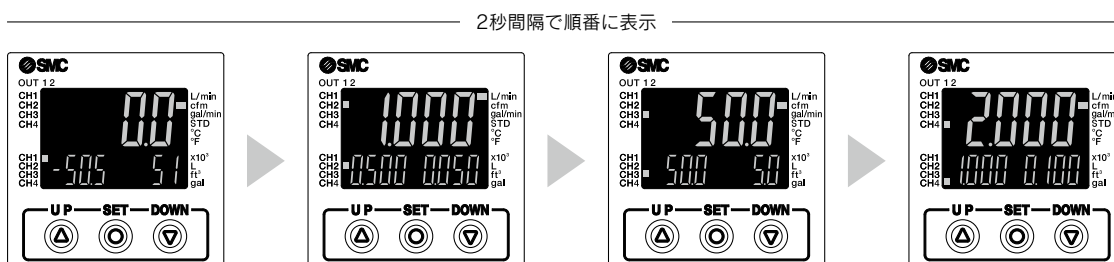 2秒間隔で順番に表示
SMC
OUT 1 2
CH1
CH2
CH3
CH4
0.0
L/min
cfm
gal/min
STD
°C
°F
CH1
CH2
CH3
CH4
-50.5 5.1
x10³
L
ft³
gal
UP SET DOWN
SMC
OUT 1 2
CH1
CH2
CH3
CH4
1.000
L/min
cfm
gal/min
STD
°C
°F
CH1
CH2
CH3
CH4
0.500 0.050
x10³
L
ft³
gal
UP SET DOWN
SMC
OUT 1 2
CH1
CH2
CH3
CH4
50.0
L/min
cfm
gal/min
STD
°C
°F
CH1
CH2
CH3
CH4
50.0 5.0
x10³
L
ft³
gal
UP SET DOWN
SMC
OUT 1 2
CH1
CH2
CH3
CH4
2.000
L/min
cfm
gal/min
STD
°C
°F
CH1
CH2
CH3
CH4
1.000 0.100
x10³
L
ft³
gal
UP SET DOWN